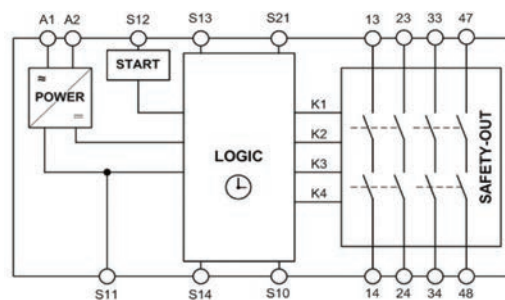 A1 A2 S12 S13 S21 13 23 33 47
START
POWER
K1
K2
LOGIC
K3
K4
SAFETY-OUT
S11 S14 S10 14 24 34 48